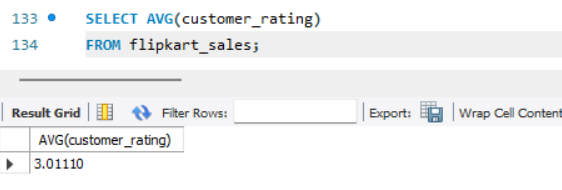 133 SELECT AVG(customer_rating)
134 FROM flipkart_sales;
Result Grid Filter Rows: Export: Wrap Cell Content
AVG(customer_rating)
3.01110